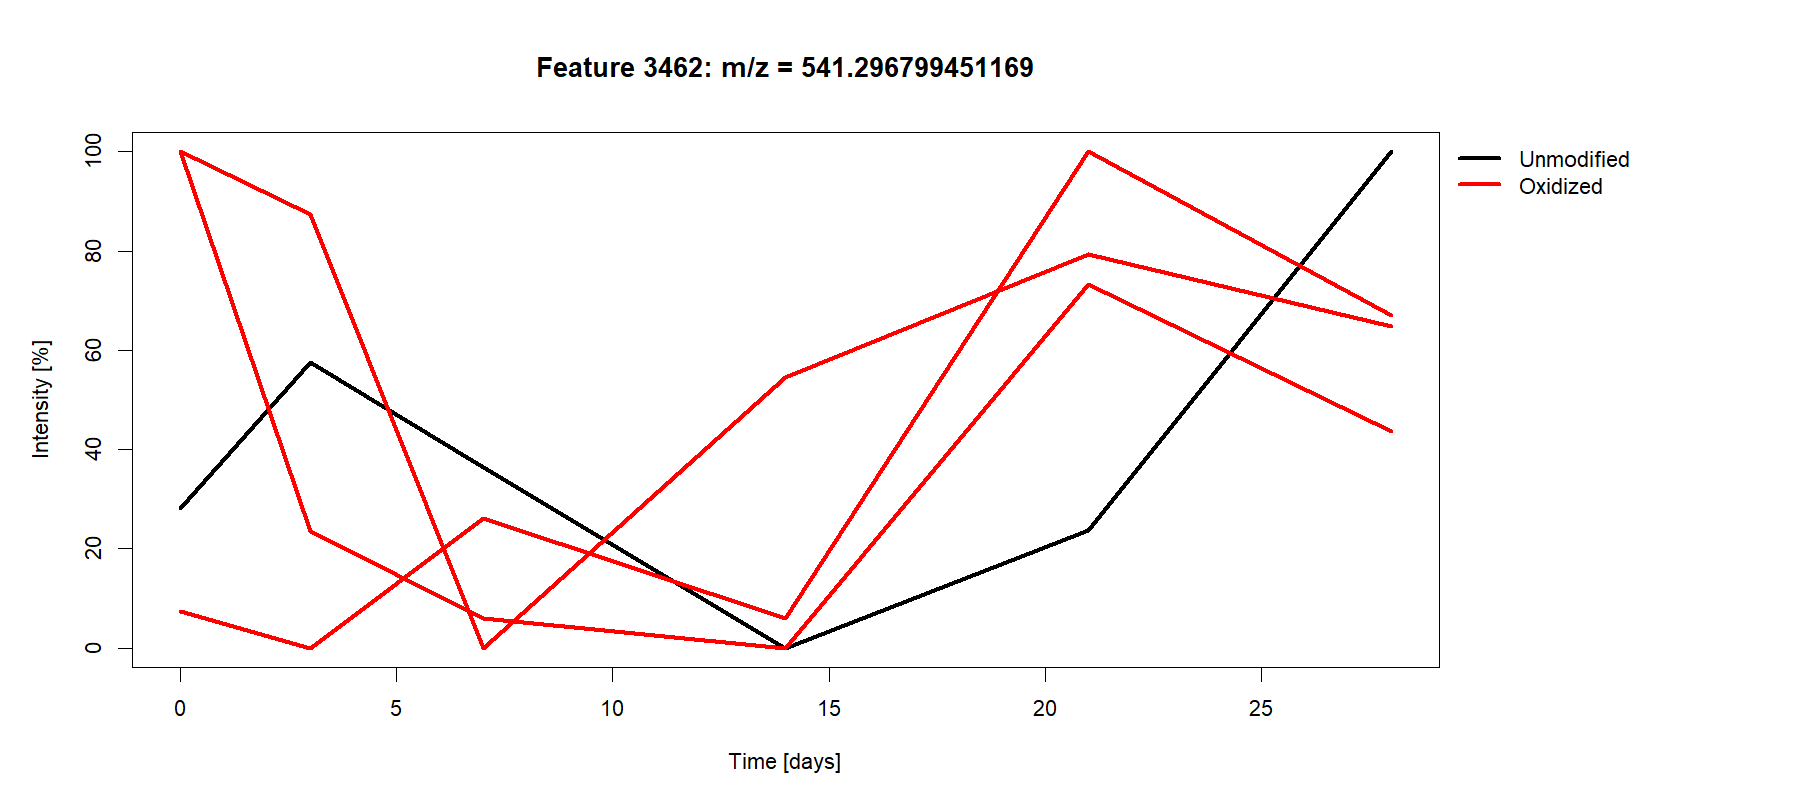 Feature 3462: m/z = 541.296799451169
Unmodified
Oxidized
100
80
60
40
20
0
Intensity [%]
0 5 10 15 20 25
Time [days]